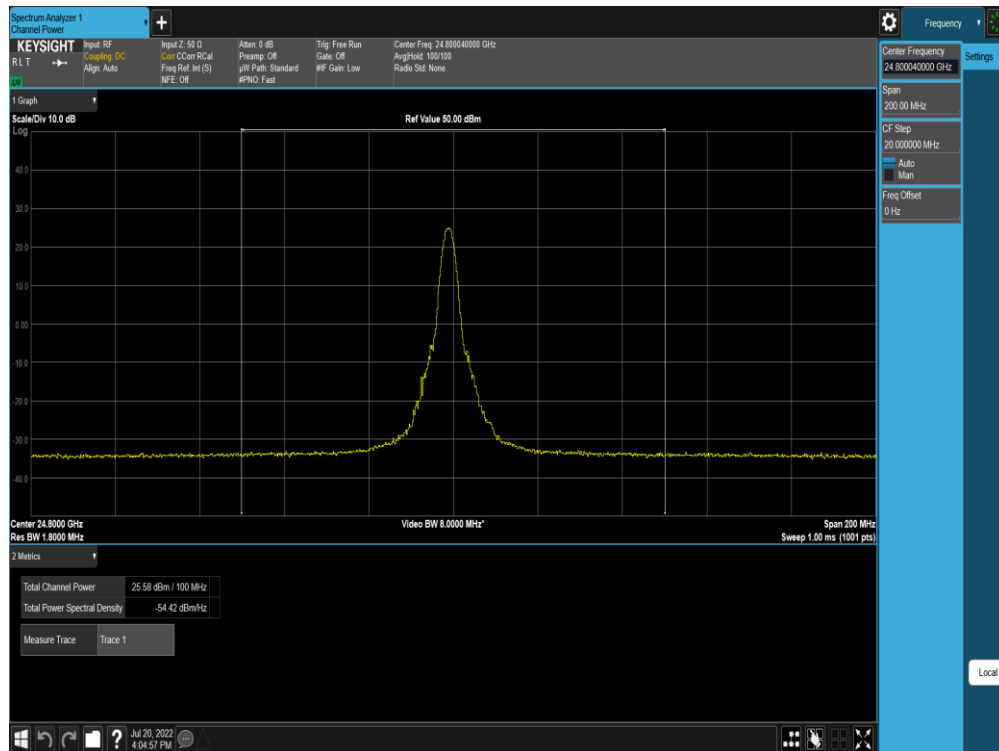 Spectrum Analyzer 1
Channel Power
+
Frequency
Settings
KEYSIGHT
R L T
Input: RF
Coupling: DC
Align: Auto
Input Z: 50 Ω
Corr CCorr RCal
Freq Ref: Int (S)
NFE: Off
Atten: 0 dB
Preamp: Off
µW Path: Standard
#PNO: Fast
Trig: Free Run
Gate: Off
#IF Gain: Low
Center Freq: 24.800040000 GHz
Avg|Hold: 100/100
Radio Std: None
Center Frequency
24.800040000 GHz
Span
200.00 MHz
CF Step
20.000000 MHz
Auto
Man
Freq Offset
0 Hz
1 Graph
Scale/Div 10.0 dB
Ref Value 50.00 dBm
Log
40.0
30.0
20.0
10.0
0.00
-10.0
-20.0
-30.0
-40.0
Center 24.8000 GHz
Video BW 8.0000 MHz*
Span 200 MHz
Res BW 1.8000 MHz
Sweep 1.00 ms (1001 pts)
2 Metrics
Total Channel Power 25.58 dBm / 100 MHz
Total Power Spectral Density -54.42 dBm/Hz
Measure Trace Trace 1
Local
?
Jul 20, 2022
4:04:57 PM